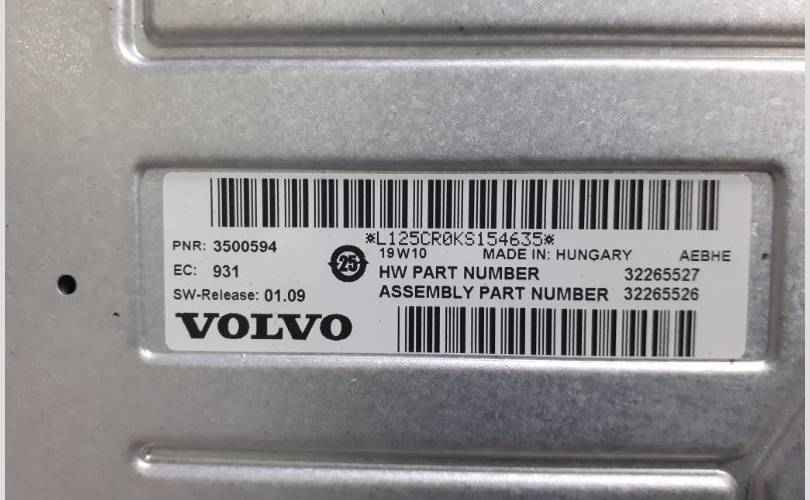 *L125CR0KS154635*
PNR: 3500594
25
19W10 MADE IN: HUNGARY AEBHE
EC: 931
HW PART NUMBER 32265527
SW-Release: 01.09
ASSEMBLY PART NUMBER 32265526
VOLVO